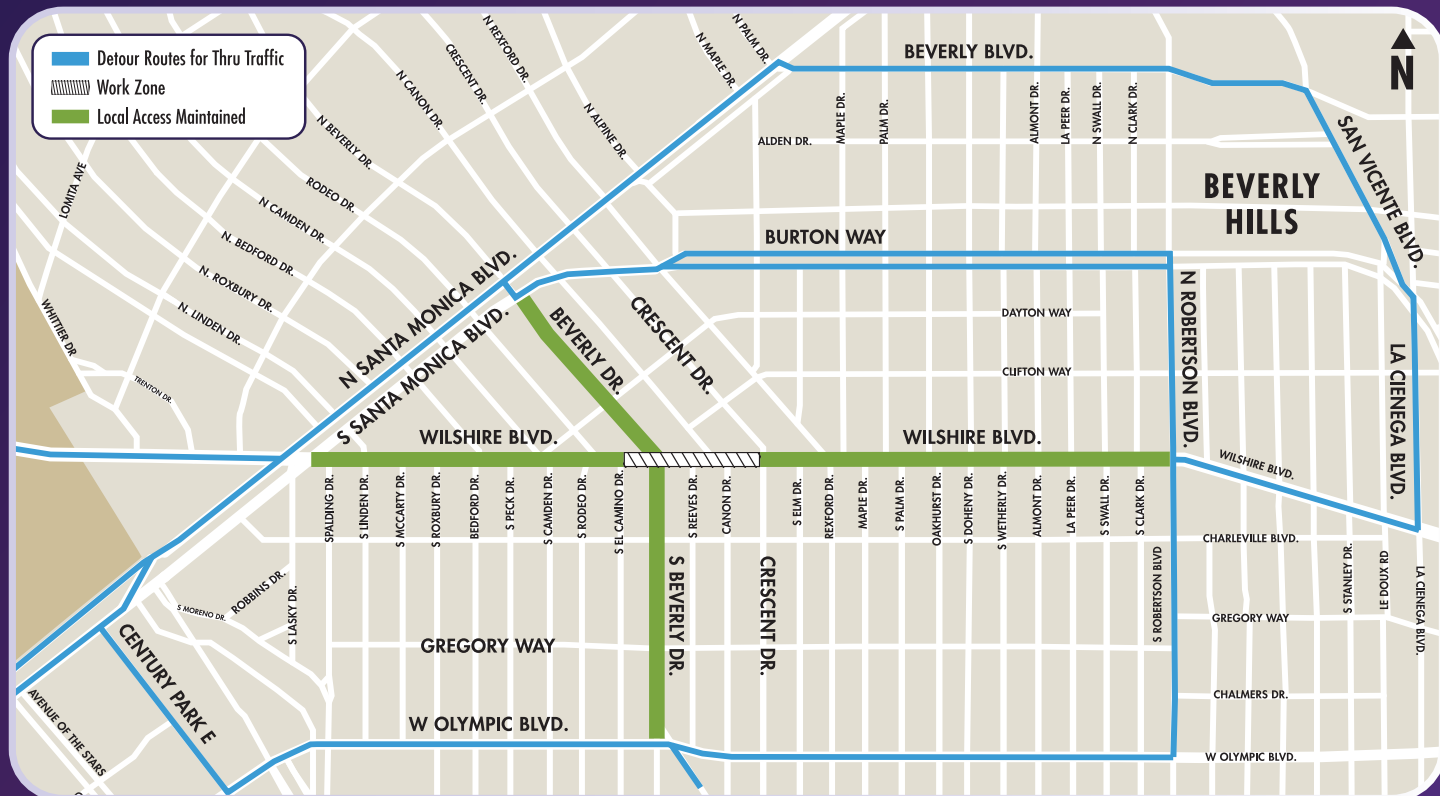 Detour Routes for Thru Traffic
Work Zone
Local Access Maintained
N
N REXFORD DR.
CRESCENT DR.
N CANON DR.
N BEVERLY DR.
RODEO DR.
N CAMDEN DR.
N. BEDFORD DR.
N. ROXBURY DR.
N. LINDEN DR.
LOMITA AVE
WHITTIER DR
TRENTON DR.
N ALPINE DR.
N MAPLE DR.
N PALM DR.
BEVERLY BLVD.
ALDEN DR.
MAPLE DR.
PALM DR.
ALMONT DR.
LA PEER DR.
N SWALL DR.
N CLARK DR.
SAN VICENTE BLVD.
BEVERLY
HILLS
BURTON WAY
N SANTA MONICA BLVD.
S SANTA MONICA BLVD.
BEVERLY DR.
CRESCENT DR.
DAYTON WAY
CLIFTON WAY
N ROBERTSON BLVD.
LA CIENEGA BLVD.
WILSHIRE BLVD.
WILSHIRE BLVD.
WILSHIRE BLVD.
SPALDING DR.
S LINDEN DR.
S MCCARTY DR.
S ROXBURY DR.
BEDFORD DR.
S PECK DR.
S CAMDEN DR.
S RODEO DR.
S EL CAMINO DR.
S REEVES DR.
CANON DR.
S ELM DR.
REXFORD DR.
MAPLE DR.
S PALM DR.
OAKHURST DR.
S DOHENY DR.
S WETHERLY DR.
ALMONT DR.
LA PEER DR.
S SWALL DR.
S CLARK DR.
CHARLEVILLE BLVD.
S ROBERTSON BLVD
S STANLEY DR.
LE DOUX RD
LA CIENEGA BLVD.
S MORENO DR.
ROBBINS DR.
S LASKY DR.
S BEVERLY DR.
CRESCENT DR.
GREGORY WAY
GREGORY WAY
CENTURY PARK E
AVENUE OF THE STARS
CHALMERS DR.
W OLYMPIC BLVD.
W OLYMPIC BLVD.